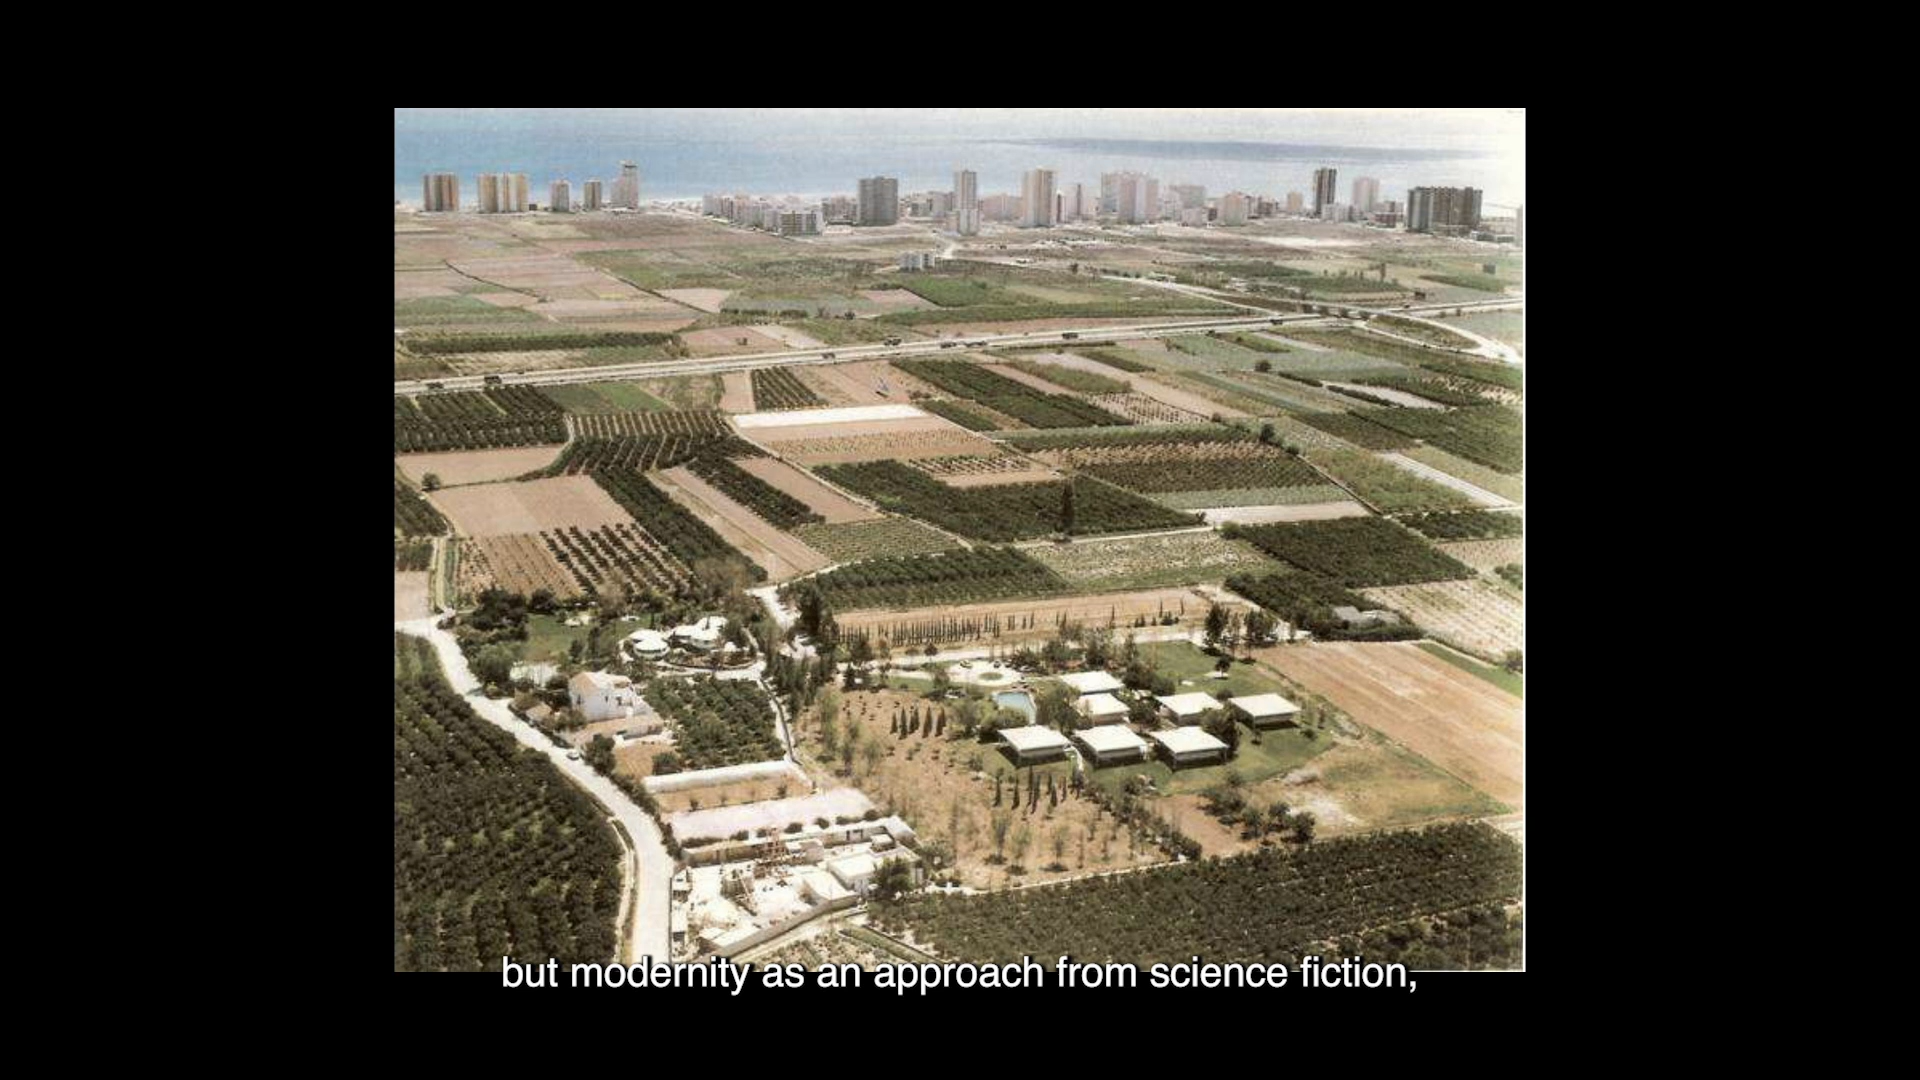 but modernity as an approach from science fiction,